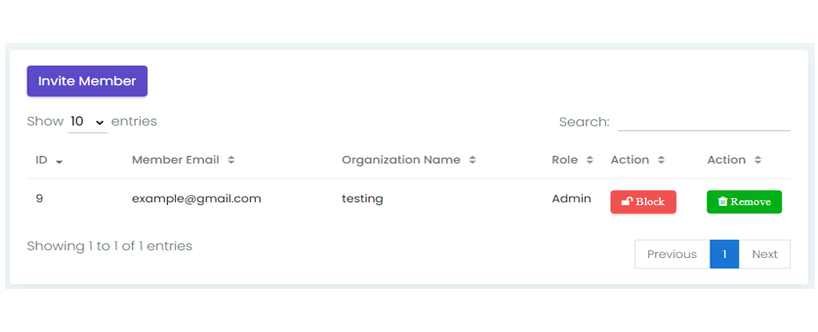 Invite Member
Show 10 entries Search:
ID Member Email Organization Name Role Action Action
9 example@gmail.com testing Admin Block Remove
Showing 1 to 1 of 1 entries Previous 1 Next